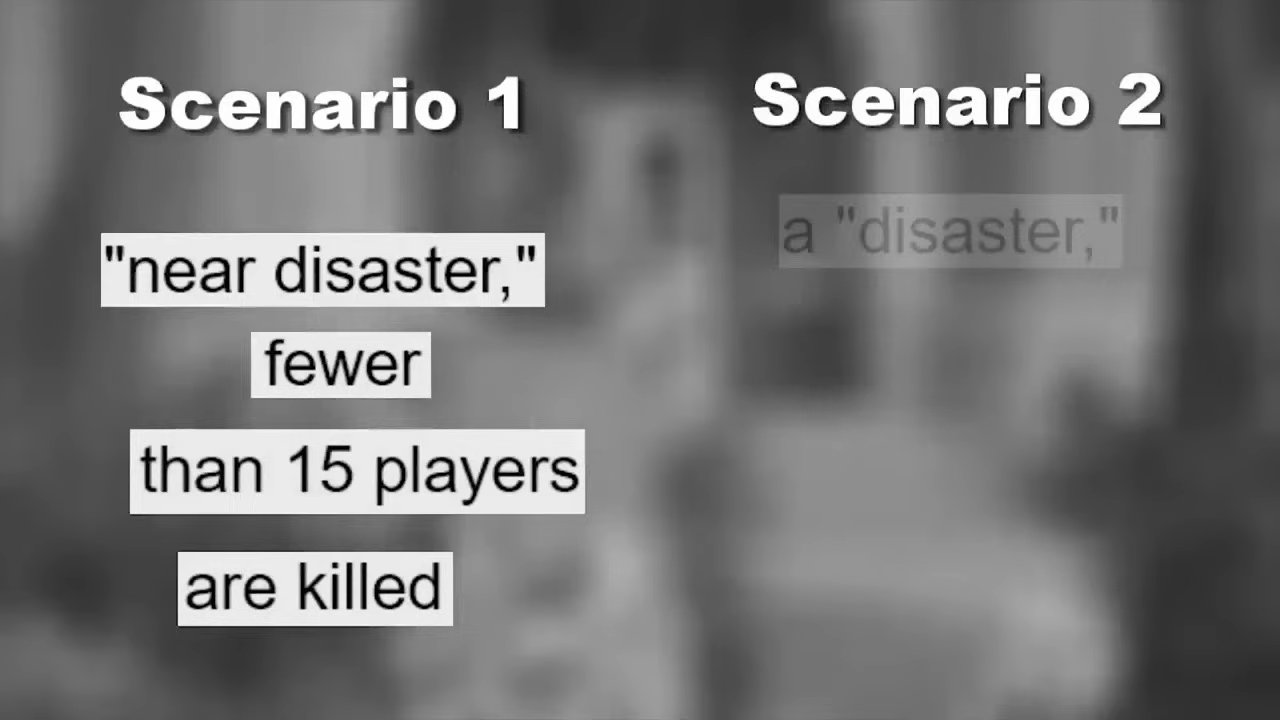 Scenario 1
"near disaster,"
fewer
than 15 players
are killed
Scenario 2
a "disaster,"